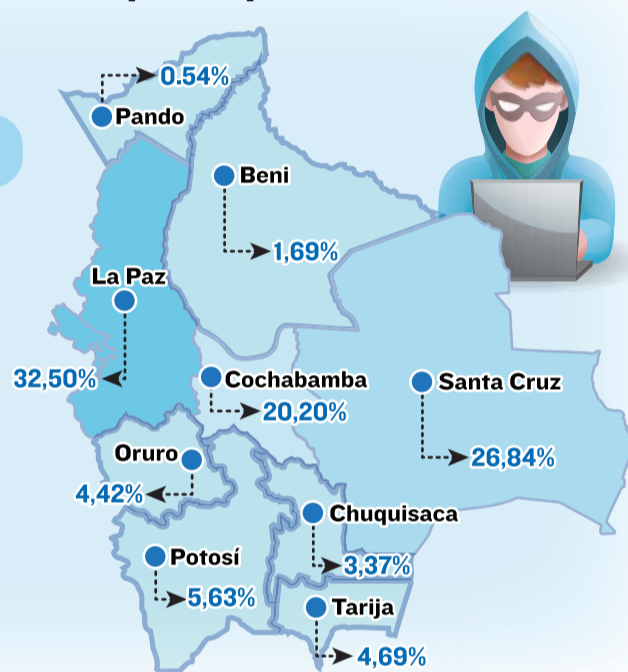 0.54%
Pando
Beni
1,69%
La Paz
32,50%
Cochabamba
20,20%
Santa Cruz
26,84%
Oruro
4,42%
Chuquisaca
3,37%
Potosí
5,63%
Tarija
4,69%